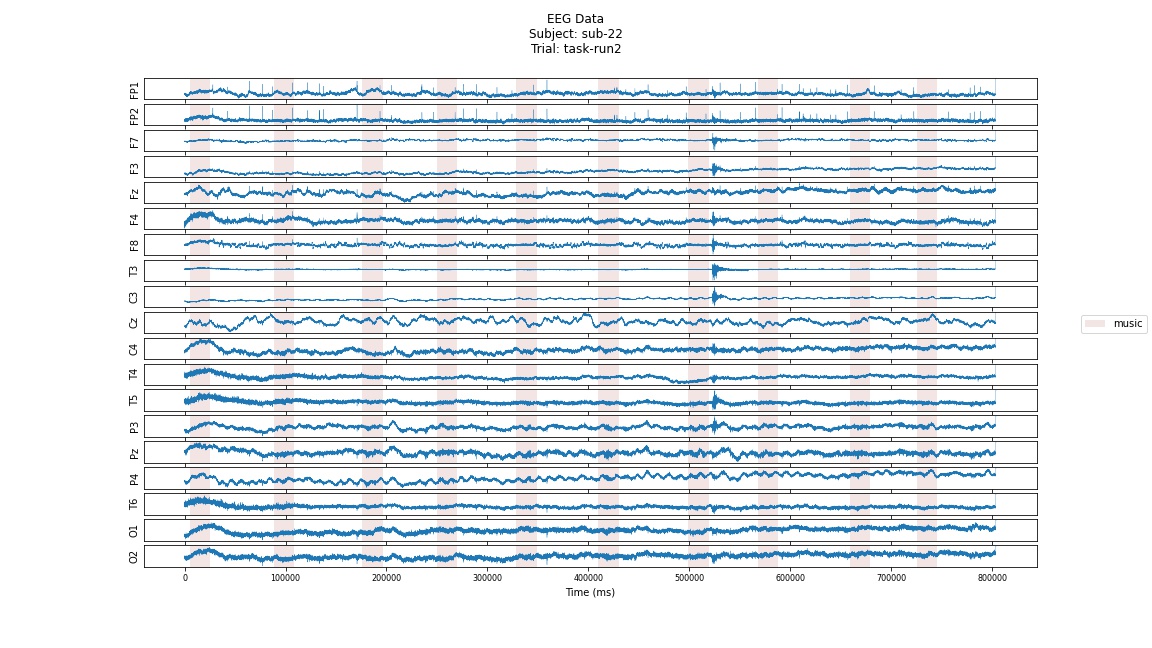 EEG Data
Subject: sub-22
Trial: task-run2
FP1
FP2
F7
F3
Fz
F4
F8
T3
C3
Cz
C4
T4
T5
P3
Pz
P4
T6
O1
O2
music
0 100000 200000 300000 400000 500000 600000 700000 800000
Time (ms)